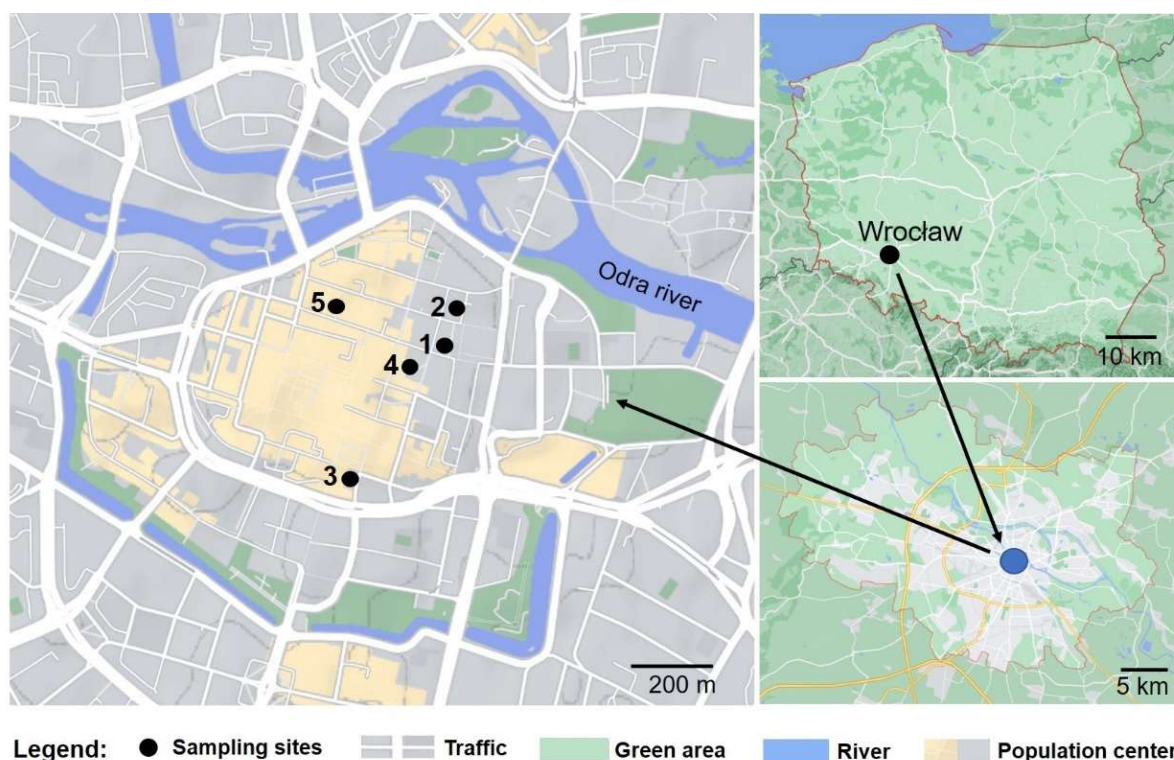 Odra river
5
2
1
4
3
200 m
Wrocław
10 km
5 km
Legend: Sampling sites Traffic Green area River Population center